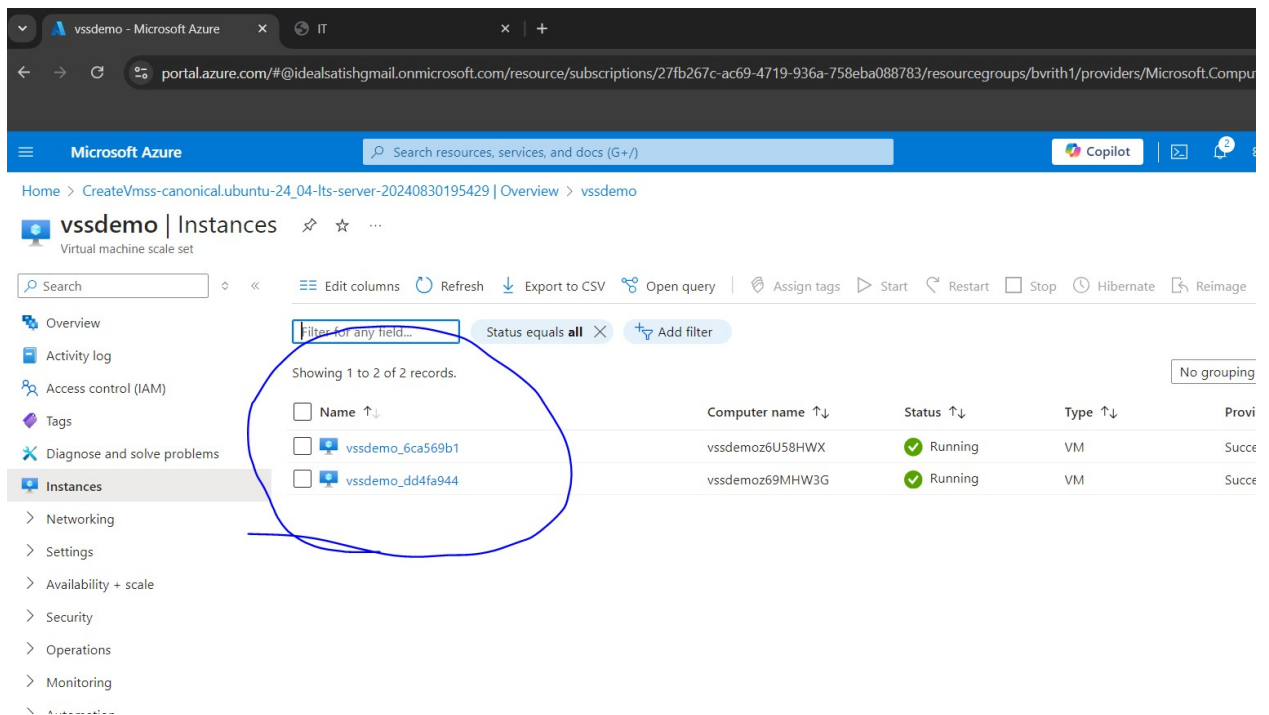 vssdemo - Microsoft Azure
IT
portal.azure.com/#@idealsatishgmail.onmicrosoft.com/resource/subscriptions/27fb267c-ac69-4719-936a-758eba088783/resourcegroups/bvrith1/providers/Microsoft.Compu
Microsoft Azure
Search resources, services, and docs (G+/)
Copilot
2
Home > CreateVmss-canonical.ubuntu-24_04-lts-server-20240830195429 | Overview > vssdemo
vssdemo | Instances
Virtual machine scale set
Search
Edit columns Refresh Export to CSV Open query Assign tags Start Restart Stop Hibernate Reimage
Overview
Activity log
Access control (IAM)
Tags
Diagnose and solve problems
Instances
Networking
Settings
Availability + scale
Security
Operations
Monitoring
Automation
Filter for any field...
Status equals all
Add filter
Showing 1 to 2 of 2 records.
No grouping
Name Computer name Status Type Provi
vssdemo_6ca569b1 vssdemoz6U58HWX Running VM Succe
vssdemo_dd4fa944 vssdemoz69MHW3G Running VM Succe